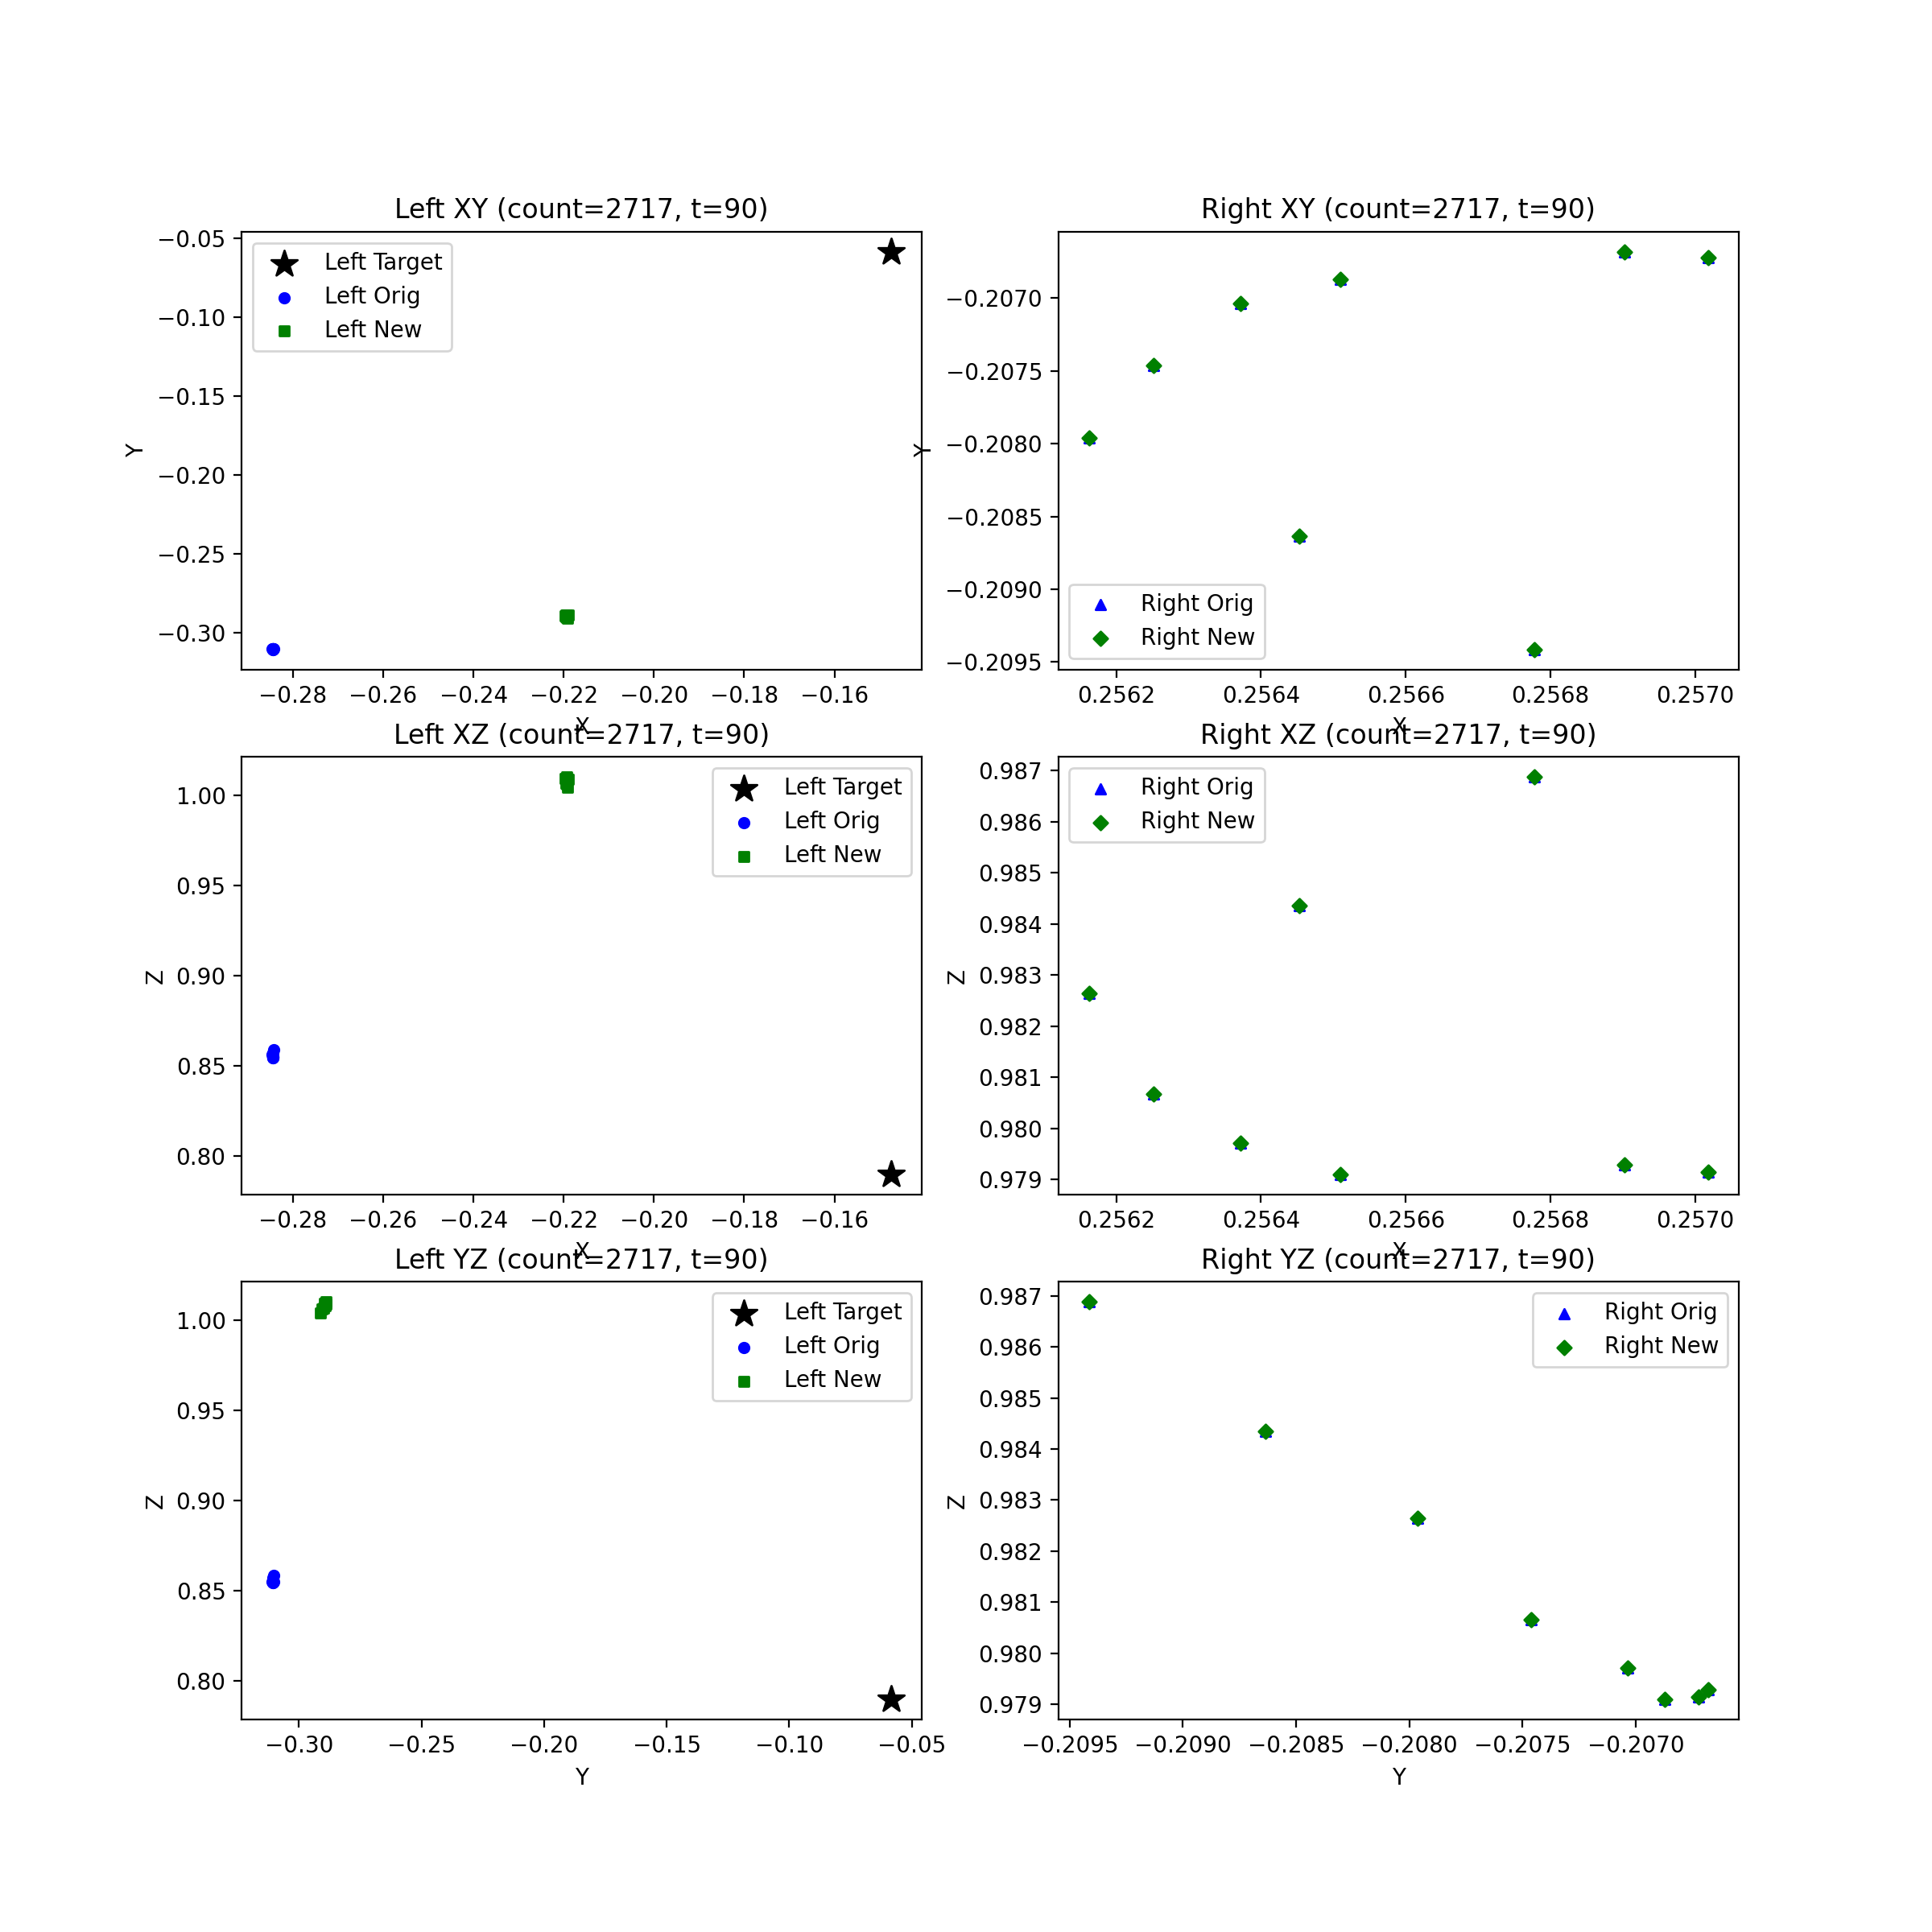 Left XY (count=2717, t=90)
−0.05
−0.10
−0.15
−0.20
−0.25
−0.30
Y
Left Target
Left Orig
Left New
−0.28 −0.26 −0.24 −0.22 −0.20 −0.18 −0.16
X
Right XY (count=2717, t=90)
−0.2070
−0.2075
−0.2080
−0.2085
−0.2090
−0.2095
Y
Right Orig
Right New
0.2562 0.2564 0.2566 0.2568 0.2570
X
Left XZ (count=2717, t=90)
1.00
0.95
0.90
0.85
0.80
Z
Left Target
Left Orig
Left New
−0.28 −0.26 −0.24 −0.22 −0.20 −0.18 −0.16
X
Right XZ (count=2717, t=90)
0.987
0.986
0.985
0.984
0.983
0.982
0.981
0.980
0.979
Z
Right Orig
Right New
0.2562 0.2564 0.2566 0.2568 0.2570
X
Left YZ (count=2717, t=90)
1.00
0.95
0.90
0.85
0.80
Z
Left Target
Left Orig
Left New
−0.30 −0.25 −0.20 −0.15 −0.10 −0.05
Y
Right YZ (count=2717, t=90)
0.987
0.986
0.985
0.984
0.983
0.982
0.981
0.980
0.979
Z
Right Orig
Right New
−0.2095 −0.2090 −0.2085 −0.2080 −0.2075 −0.2070
Y